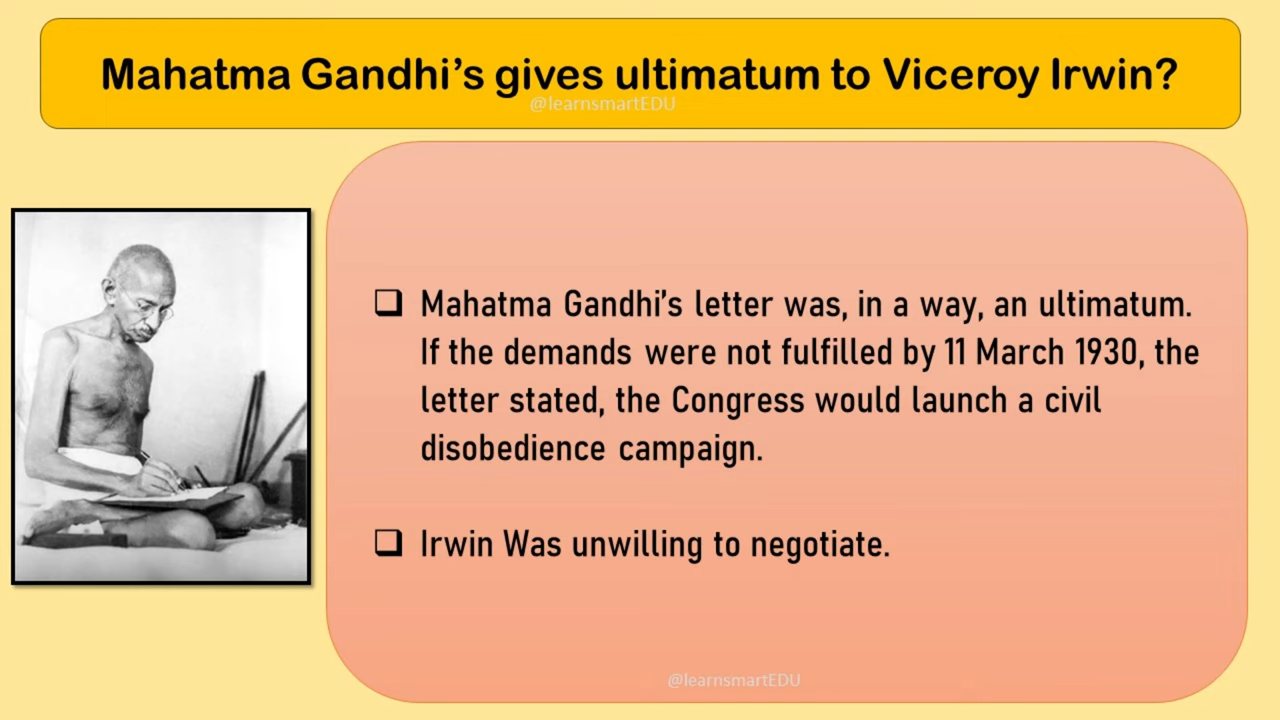 Mahatma Gandhi’s gives ultimatum to Viceroy Irwin?
@learnsmartEDU
❑ Mahatma Gandhi’s letter was, in a way, an ultimatum.
If the demands were not fulfilled by 11 March 1930, the
letter stated, the Congress would launch a civil
disobedience campaign.
❑ Irwin Was unwilling to negotiate.
@learnsmartEDU